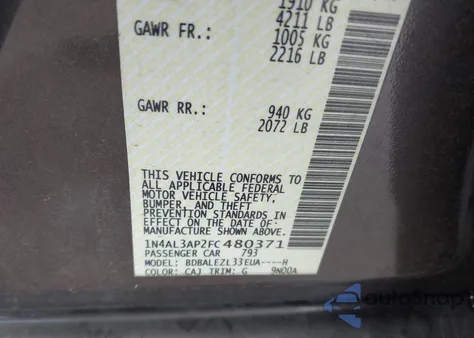 1910 KG
4211 LB
GAWR FR.: 1005 KG
2216 LB
GAWR RR.: 940 KG
2072 LB
THIS VEHICLE CONFORMS TO
ALL APPLICABLE FEDERAL
MOTOR VEHICLE SAFETY,
BUMPER, AND THEFT
PREVENTION STANDARDS IN
EFFECT ON THE DATE OF
MANUFACTURE SHOWN ABOVE.
1N4AL3AP2FC480371
PASSENGER CAR 793
MODEL: BDBALEZL33EUA----H
COLOR: CAJ TRIM: G 9N00A
AutoSnap